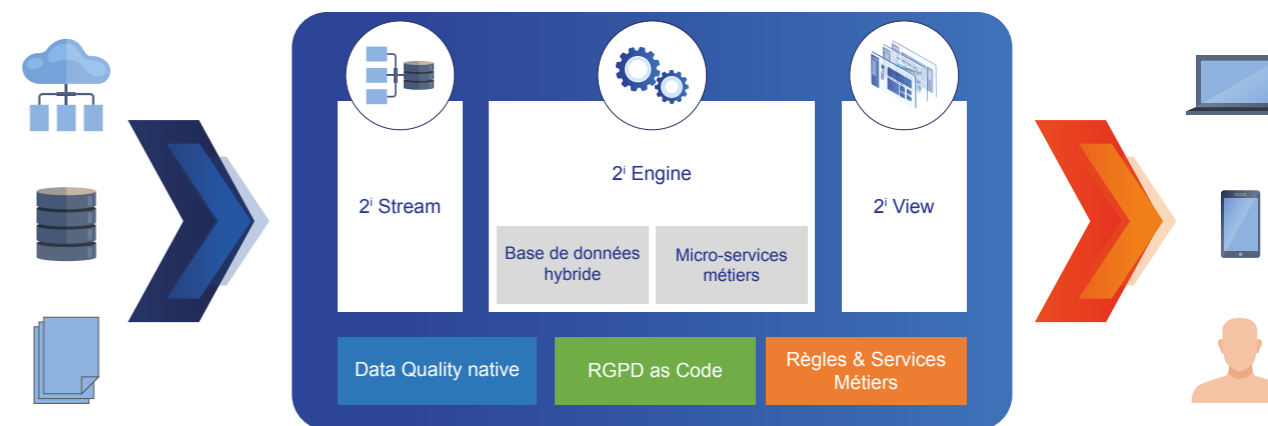 2ⁱ Stream
2ⁱ Engine
Base de données
hybride
Micro-services
métiers
2ⁱ View
Data Quality native
RGPD as Code
Règles & Services
Métiers